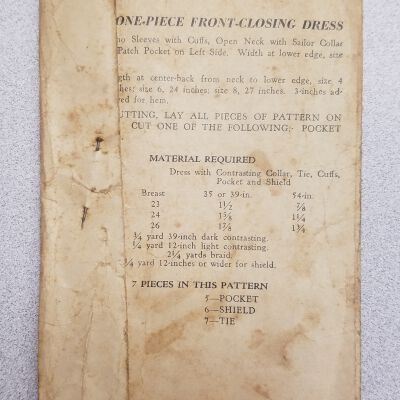 ONE-PIECE FRONT-CLOSING DRESS
Sleeves with Cuffs, Open Neck with Sailor Collar
Patch Pocket on Left Side. Width at lower edge, size
at center-back from neck to lower edge, size 4
size 6, 24 inches: size 8, 27 inches. 3-inches ad-
for hem.
LAY ALL PIECES OF PATTERN ON
CUT ONE OF THE FOLLOWING;- POCKET
MATERIAL REQUIRED
Dress with Contrasting Collar, Tie, Cuffs,
Pocket and Shield
Breast 35 or 39-in. 54-in.
23 1½ ⅞
24 1⅝ 1¼
26 1⅞ 1¾
¾ yard 39-inch dark contrasting.
¼ yard 12-inch light contrasting.
2¼ yards braid.
¼ yard 12-inches or wider for shield.
7 PIECES IN THIS PATTERN
5—POCKET
6—SHIELD
7—TIE